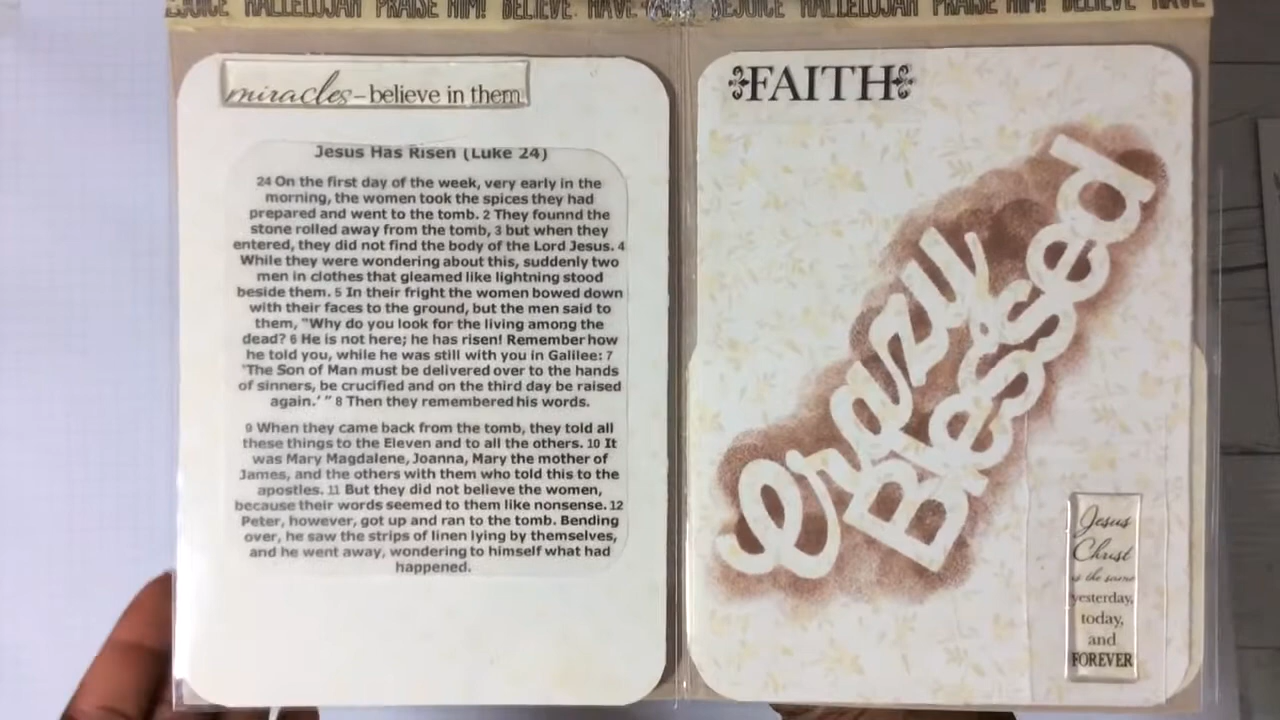 EJOICE HALLELUJAH PRAISE HIM! BELIEVE HAVE
REJOICE HALLELUJAH PRAISE HIM! BELIEVE HAVE
miracles – believe in them
Jesus Has Risen (Luke 24)
24 On the first day of the week, very early in the
morning, the women took the spices they had
prepared and went to the tomb. 2 They founnd the
stone rolled away from the tomb, 3 but when they
entered, they did not find the body of the Lord Jesus. 4
While they were wondering about this, suddenly two
men in clothes that gleamed like lightning stood
beside them. 5 In their fright the women bowed down
with their faces to the ground, but the men said to
them, "Why do you look for the living among the
dead? 6 He is not here; he has risen! Remember how
he told you, while he was still with you in Galilee: 7
'The Son of Man must be delivered over to the hands
of sinners, be crucified and on the third day be raised
again.' " 8 Then they remembered his words.
9 When they came back from the tomb, they told all
these things to the Eleven and to all the others. 10 It
was Mary Magdalene, Joanna, Mary the mother of
James, and the others with them who told this to the
apostles. 11 But they did not believe the women,
because their words seemed to them like nonsense. 12
Peter, however, got up and ran to the tomb. Bending
over, he saw the strips of linen lying by themselves,
and he went away, wondering to himself what had
happened.
FAITH
Crazy
Blessed
Jesus
Christ
is the same
yesterday,
today,
and
FOREVER